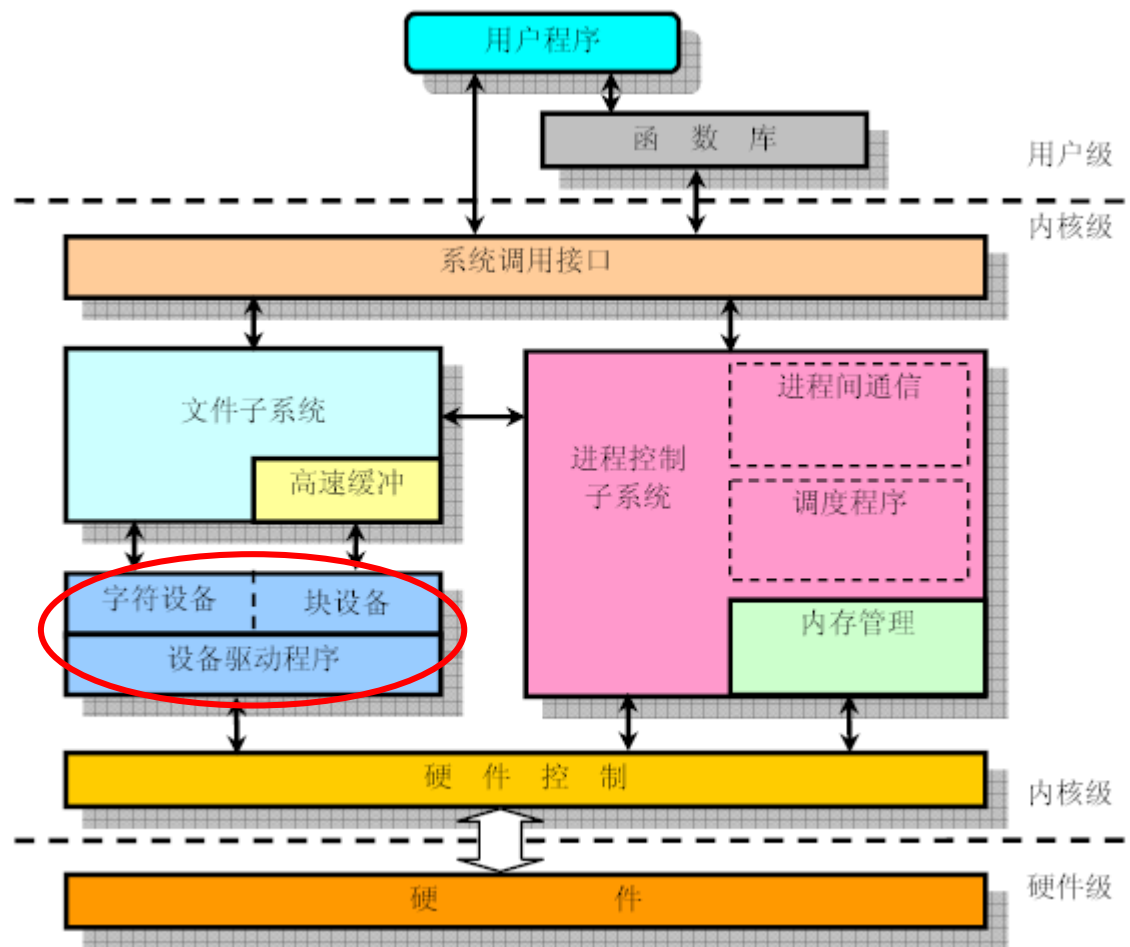 用户程序
函 数 库
用户级
内核级
系统调用接口
文件子系统
高速缓冲
进程控制
子系统
进程间通信
调度程序
内存管理
字符设备
块设备
设备驱动程序
硬 件 控 制
内核级
硬 件
硬件级